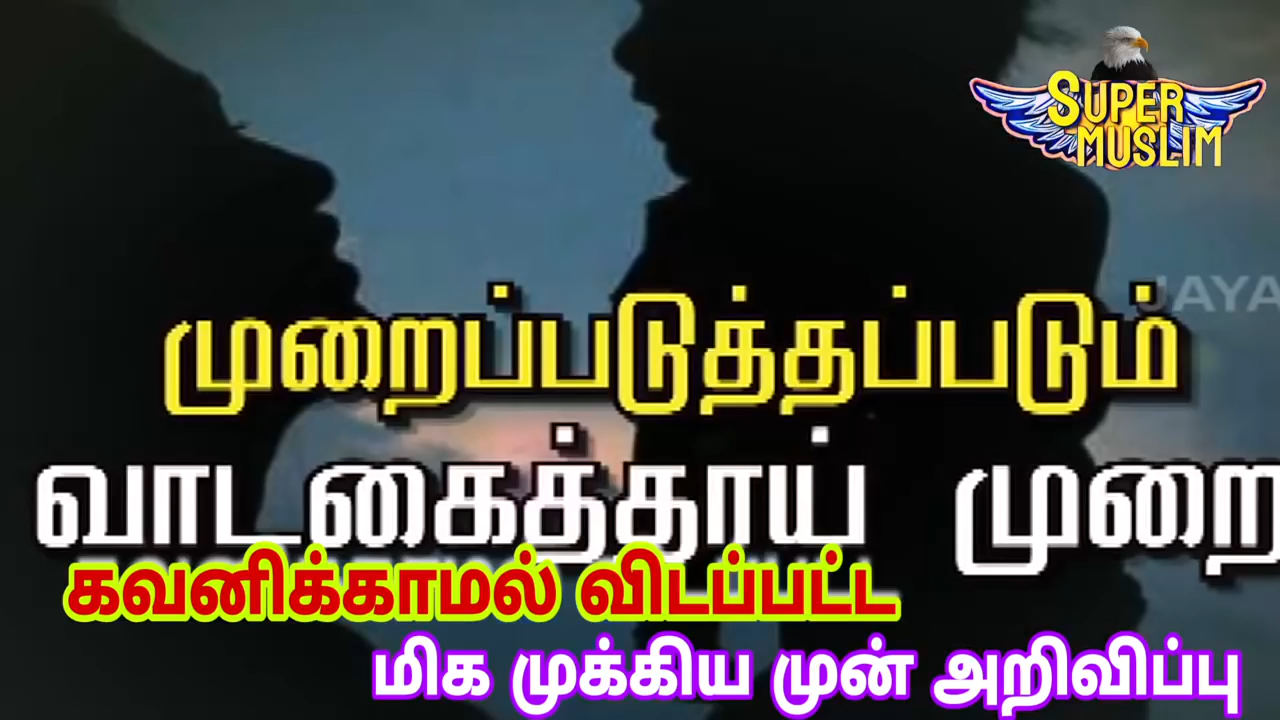 SUPER
MUSLIM
JAYA
முறைப்படுத்தப்படும்
வாடகைத்தாய் முறை
கவனிக்காமல் விடப்பட்ட
மிக முக்கிய முன் அறிவிப்பு